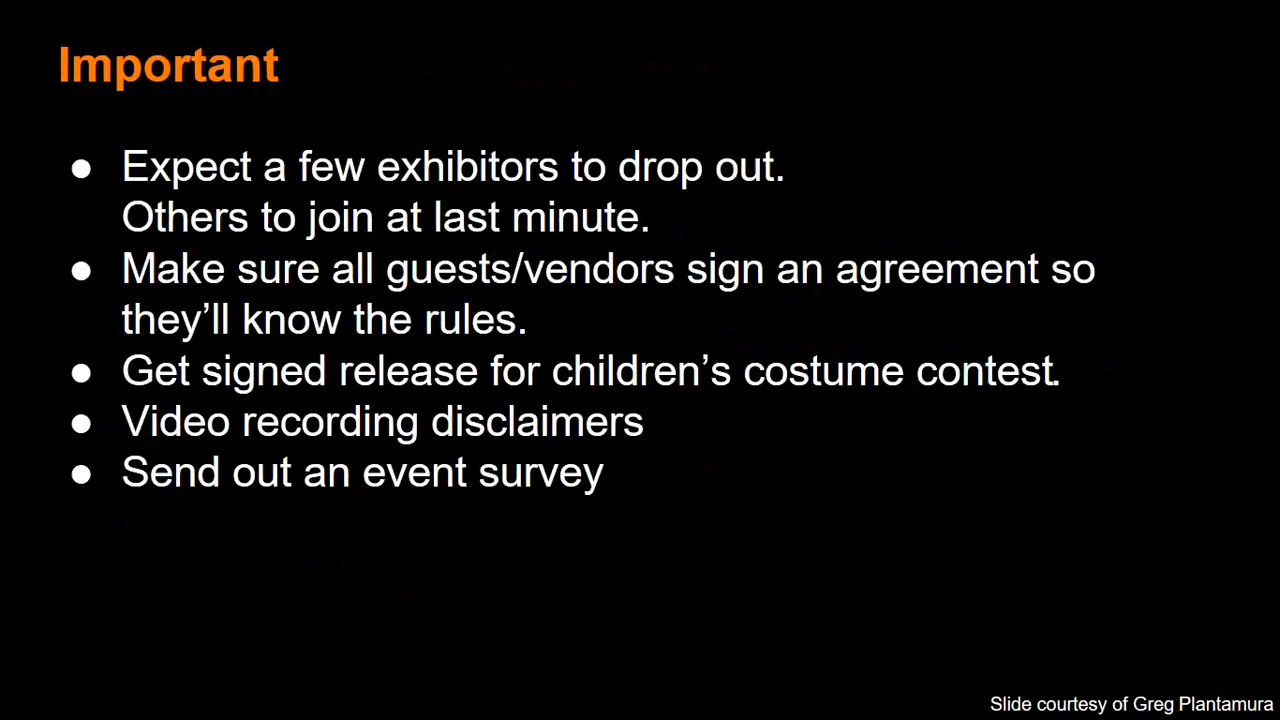 Important
● Expect a few exhibitors to drop out.
Others to join at last minute.
● Make sure all guests/vendors sign an agreement so
they’ll know the rules.
● Get signed release for children’s costume contest.
● Video recording disclaimers
● Send out an event survey
Slide courtesy of Greg Plantamura